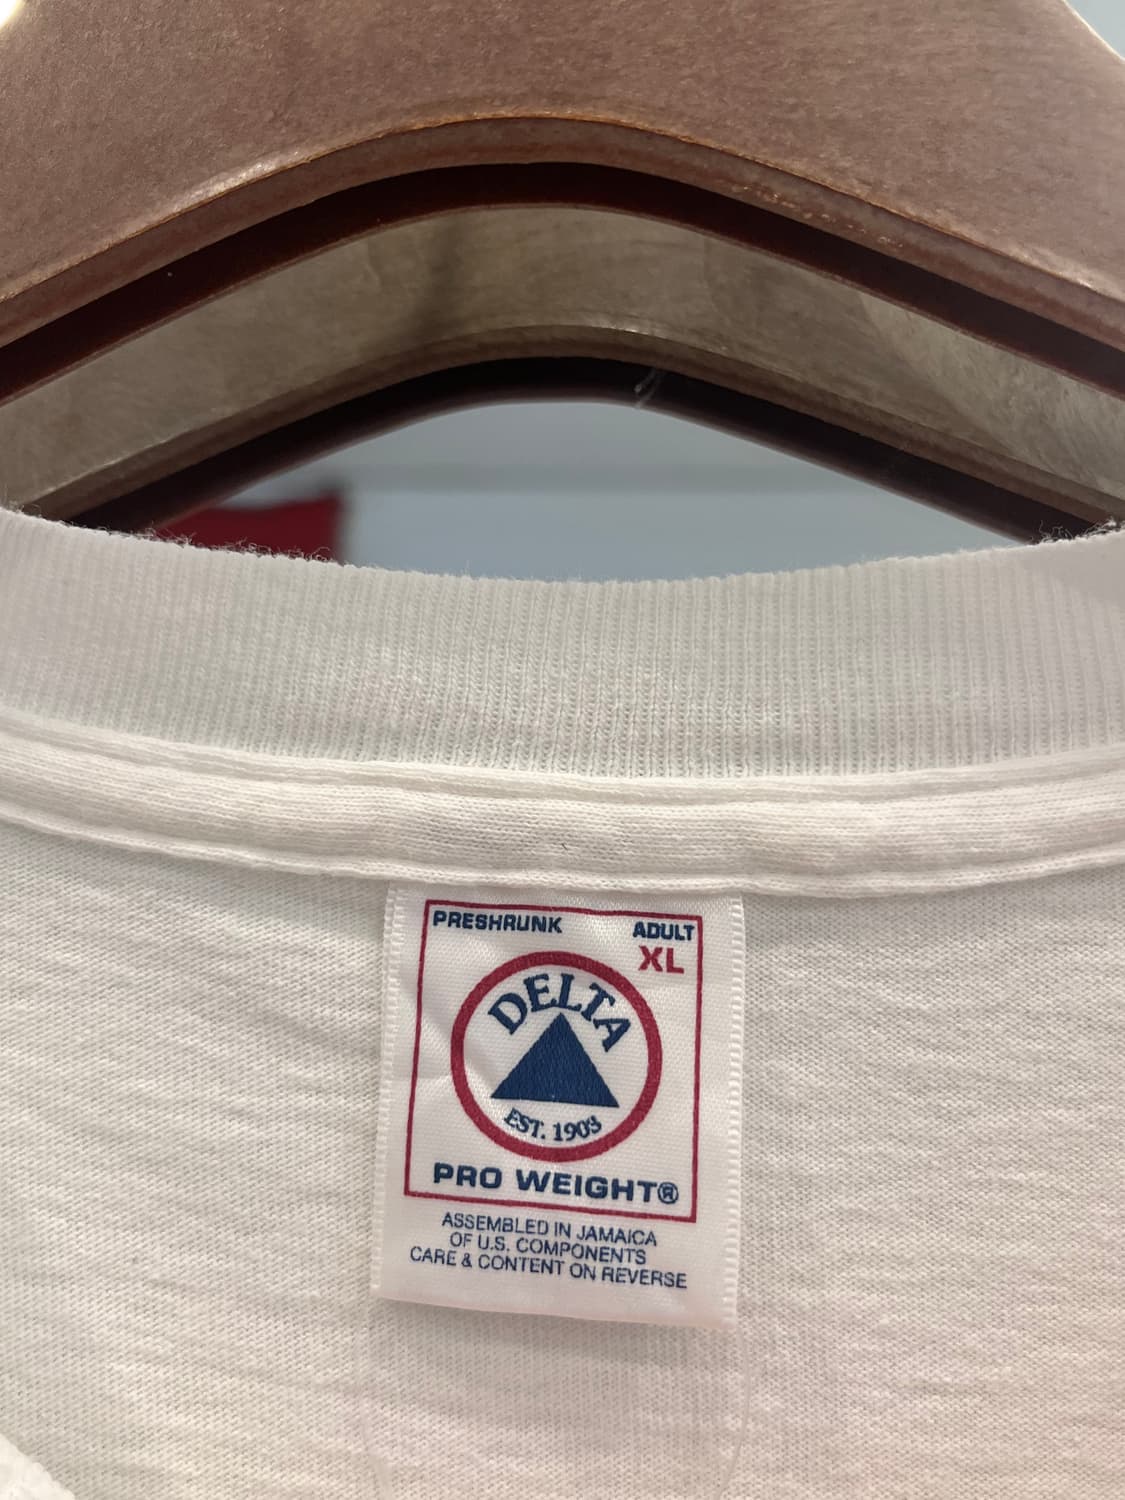 PRESHRUNK ADULT
XL
DELTA
EST. 1903
PRO WEIGHT®
ASSEMBLED IN JAMAICA
OF U.S. COMPONENTS
CARE & CONTENT ON REVERSE